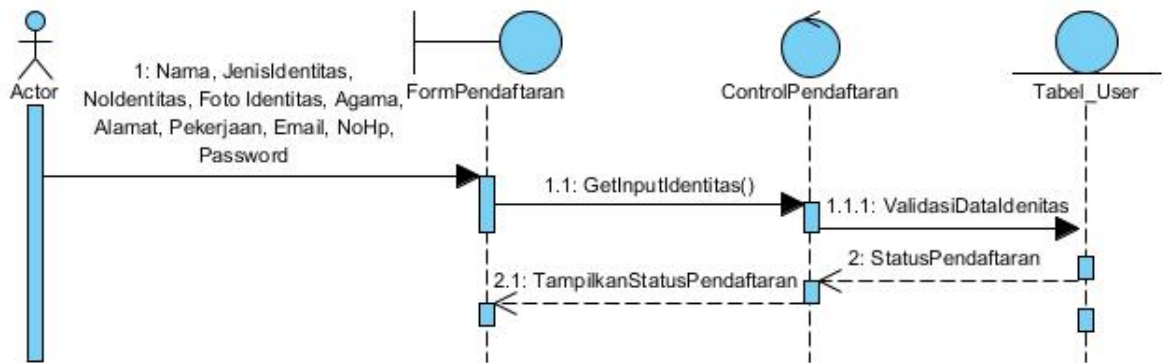 Actor
1: Nama, JenisIdentitas,
NoIdentitas, Foto Identitas, Agama,
Alamat, Pekerjaan, Email, NoHp,
Password
FormPendaftaran
ControlPendaftaran
Tabel_User
1.1: GetInputIdentitas()
1.1.1: ValidasiDataIdenitas
2: StatusPendaftaran
2.1: TampilkanStatusPendaftaran